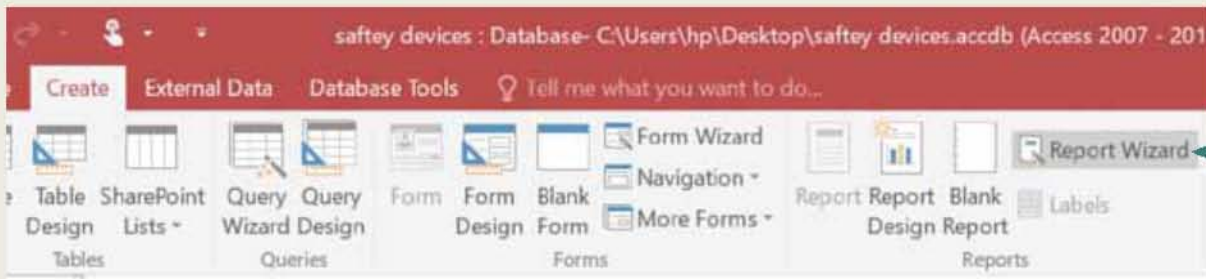 saftey devices : Database- C:\Users\hp\Desktop\saftey devices.accdb (Access 2007 - 201
Create External Data Database Tools Tell me what you want to do...
Table Design
SharePoint Lists
Query Wizard
Query Design
Form
Form Design
Blank Form
Form Wizard
Navigation
More Forms
Report
Report Design
Blank Report
Report Wizard
Labels
Tables Queries Forms Reports